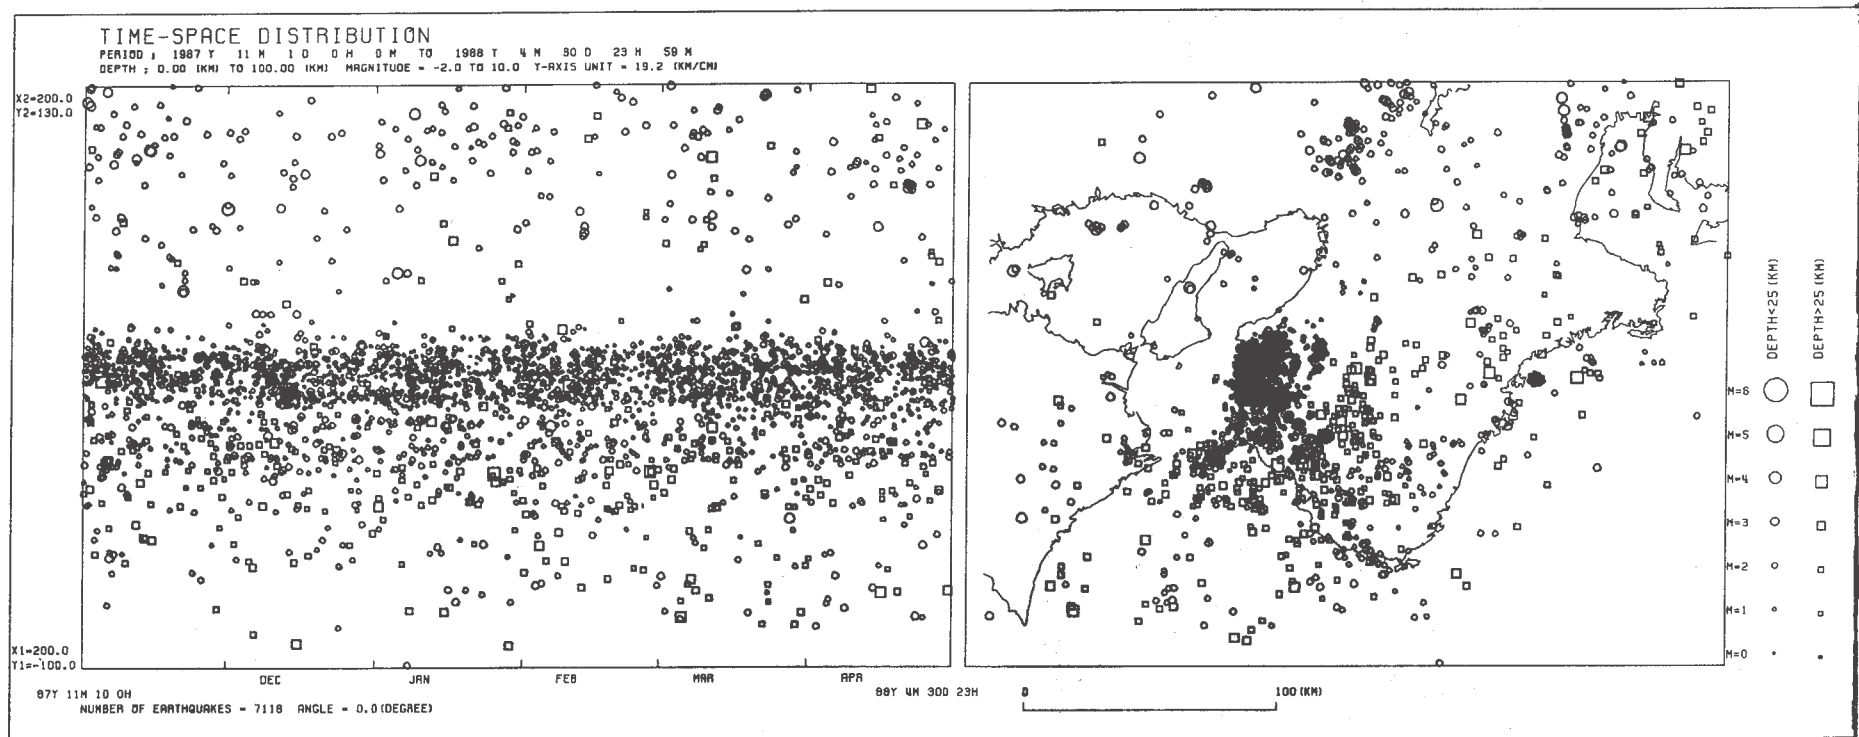 TIME-SPACE DISTRIBUTION
PERIOD ; 1987 Y 11 M 1 D 0 H 0 M TO 1988 Y 4 M 30 D 23 H 59 M
DEPTH ; 0.00 (KM) TO 100.00 (KM) MAGNITUDE = -2.0 TO 10.0 Y-AXIS UNIT = 19.2 (KM/CM)
X2=200.0
Y2=130.0
X1=200.0
Y1=-100.0
DEC JAN FEB MAR APR
87Y 11M 1D 0H 88Y 4M 30D 23H
NUMBER OF EARTHQUAKES = 7118 ANGLE = 0.0(DEGREE)
0 100(KM)
DEPTH<25(KM)
DEPTH>25(KM)
M=6
M=5
M=4
M=3
M=2
M=1
M=0